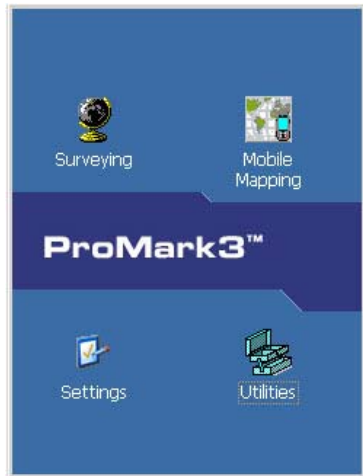 Surveying
Mobile
Mapping
ProMark3™
Settings
Utilities